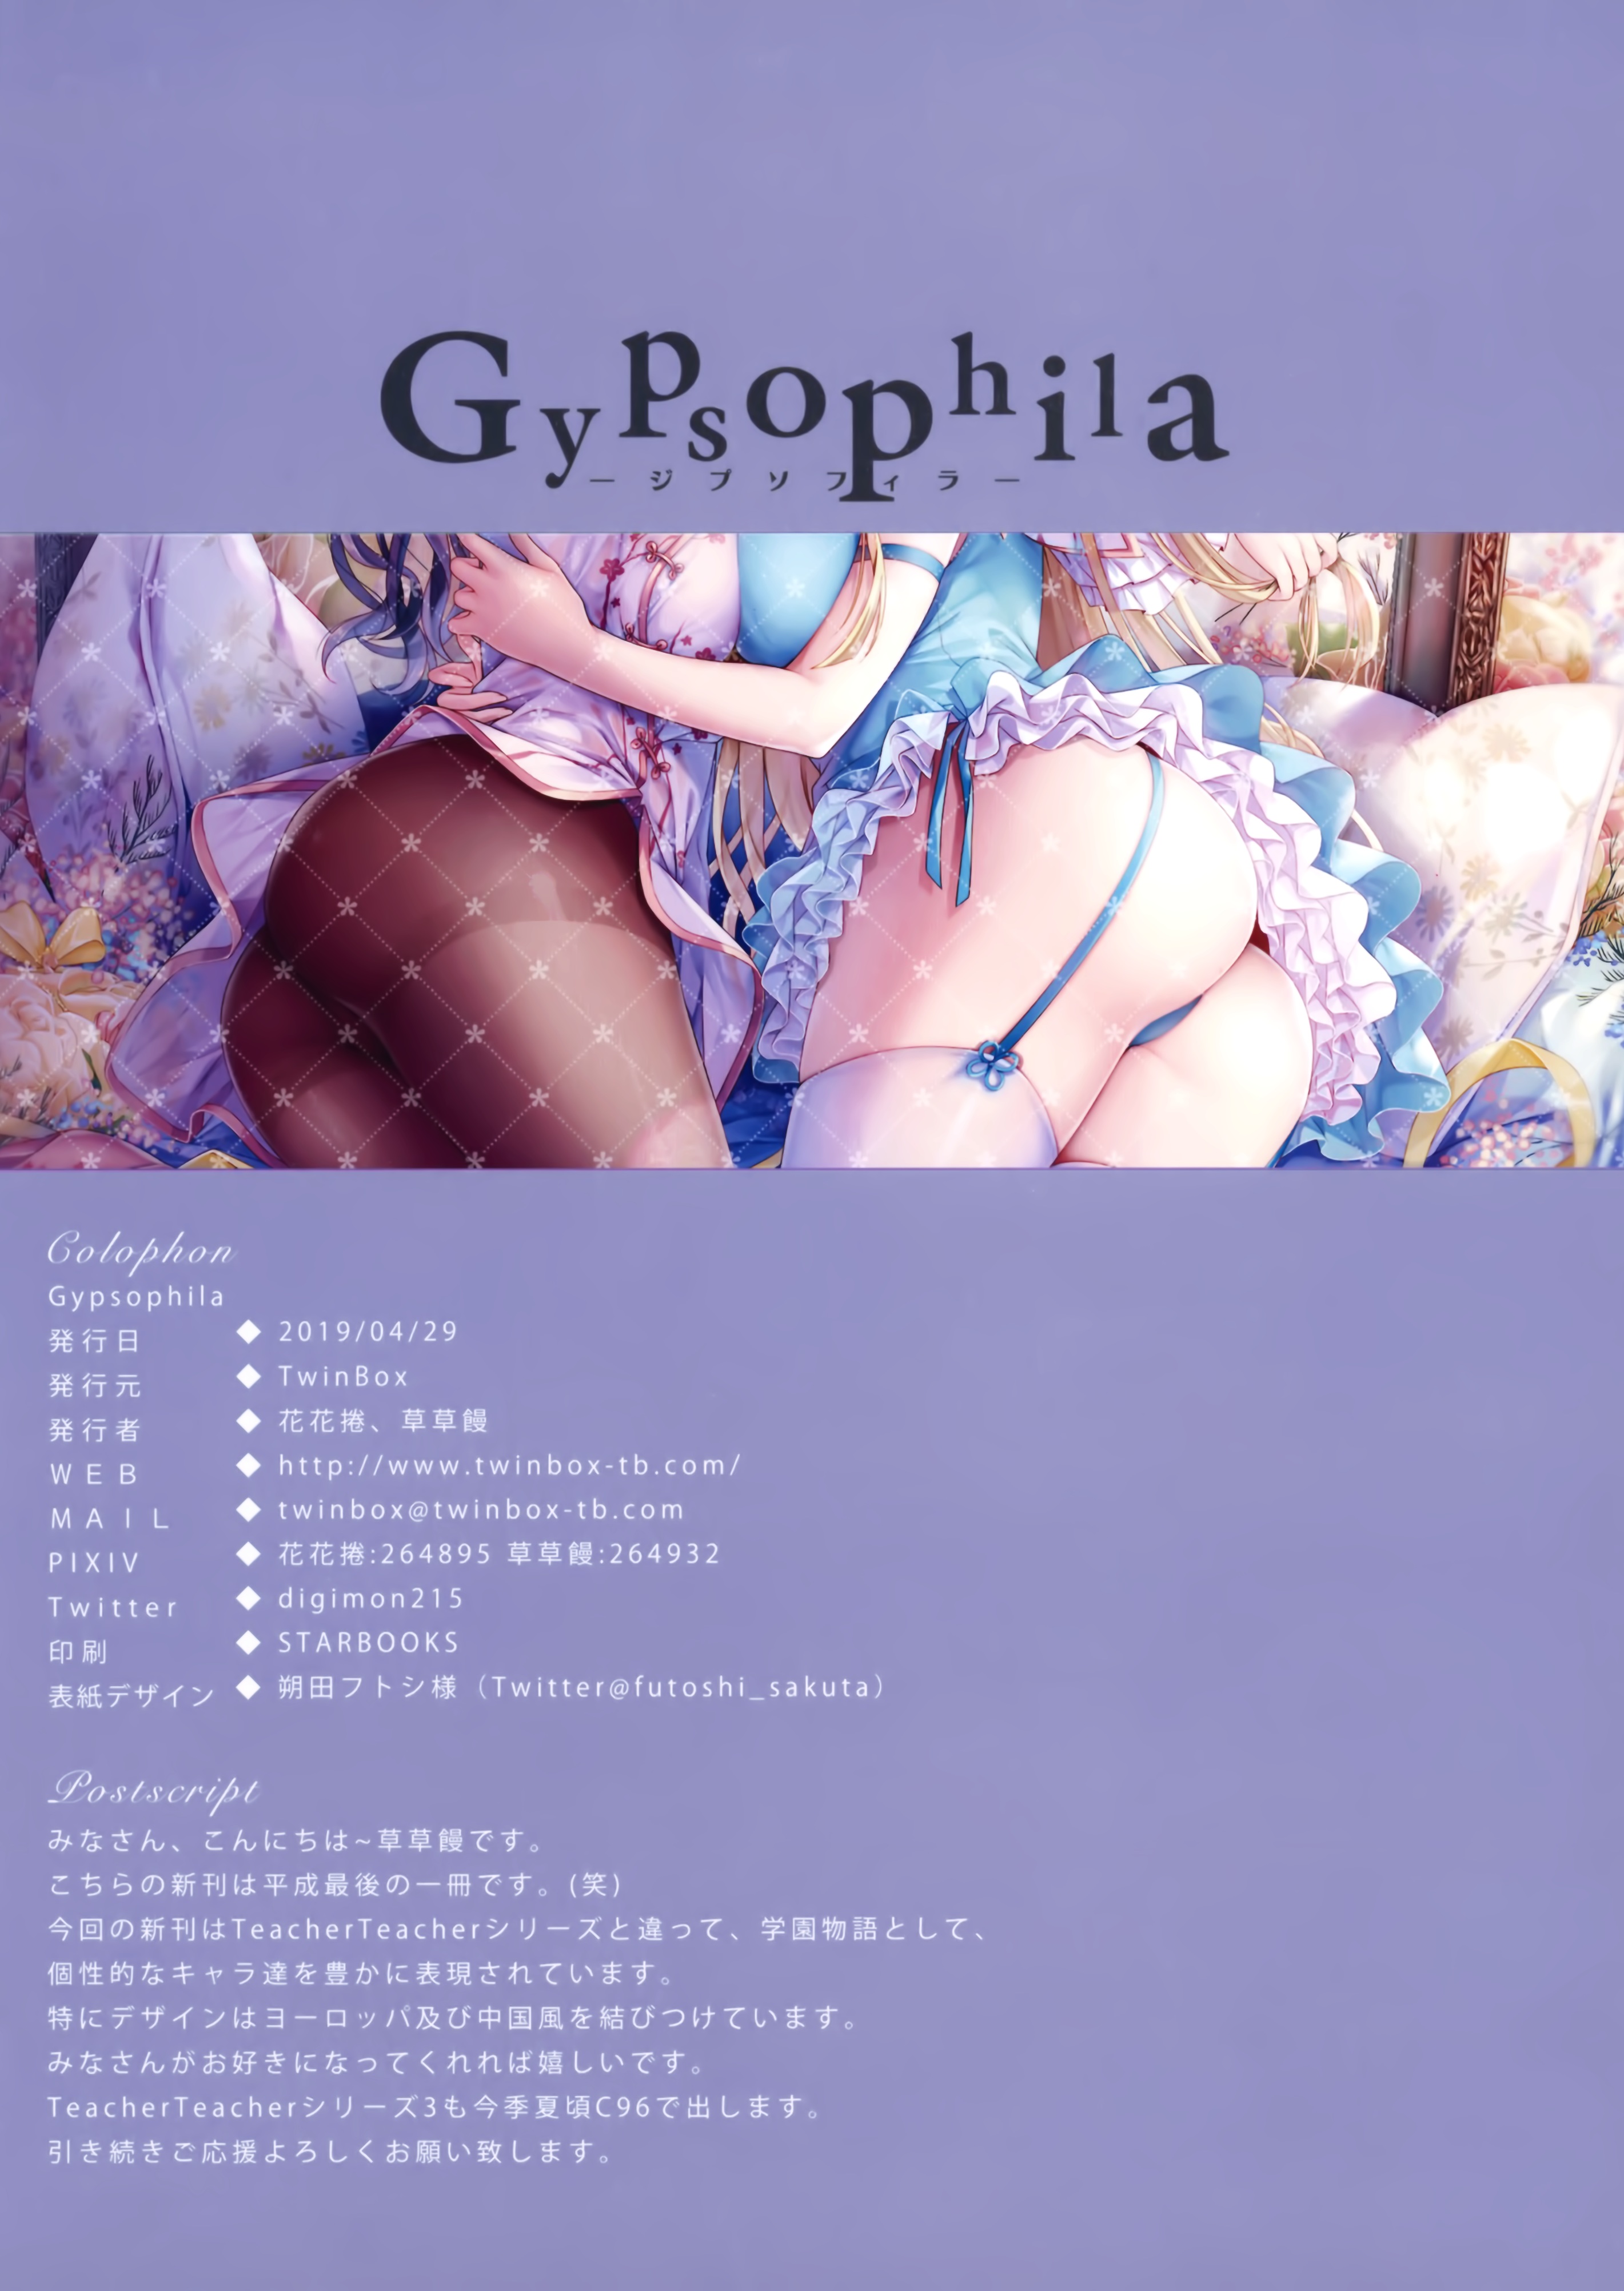 Gypsophila
―ジプソフィラ―
Colophon
Gypsophila
発行日 ◆ 2019/04/29
発行元 ◆ TwinBox
発行者 ◆ 花花捲、草草饅
WEB ◆ http://www.twinbox-tb.com/
MAIL ◆ twinbox@twinbox-tb.com
PIXIV ◆ 花花捲:264895 草草饅:264932
Twitter ◆ digimon215
印刷 ◆ STARBOOKS
表紙デザイン ◆ 朔田フトシ様（Twitter@futoshi_sakuta）
Postscript
みなさん、こんにちは~草草饅です。
こちらの新刊は平成最後の一冊です。(笑)
今回の新刊はTeacherTeacherシリーズと違って、学園物語として、
個性的なキャラ達を豊かに表現されています。
特にデザインはヨーロッパ及び中国風を結びつけています。
みなさんがお好きになってくれれば嬉しいです。
TeacherTeacherシリーズ3も今季夏頃C96で出します。
引き続きご応援よろしくお願い致します。